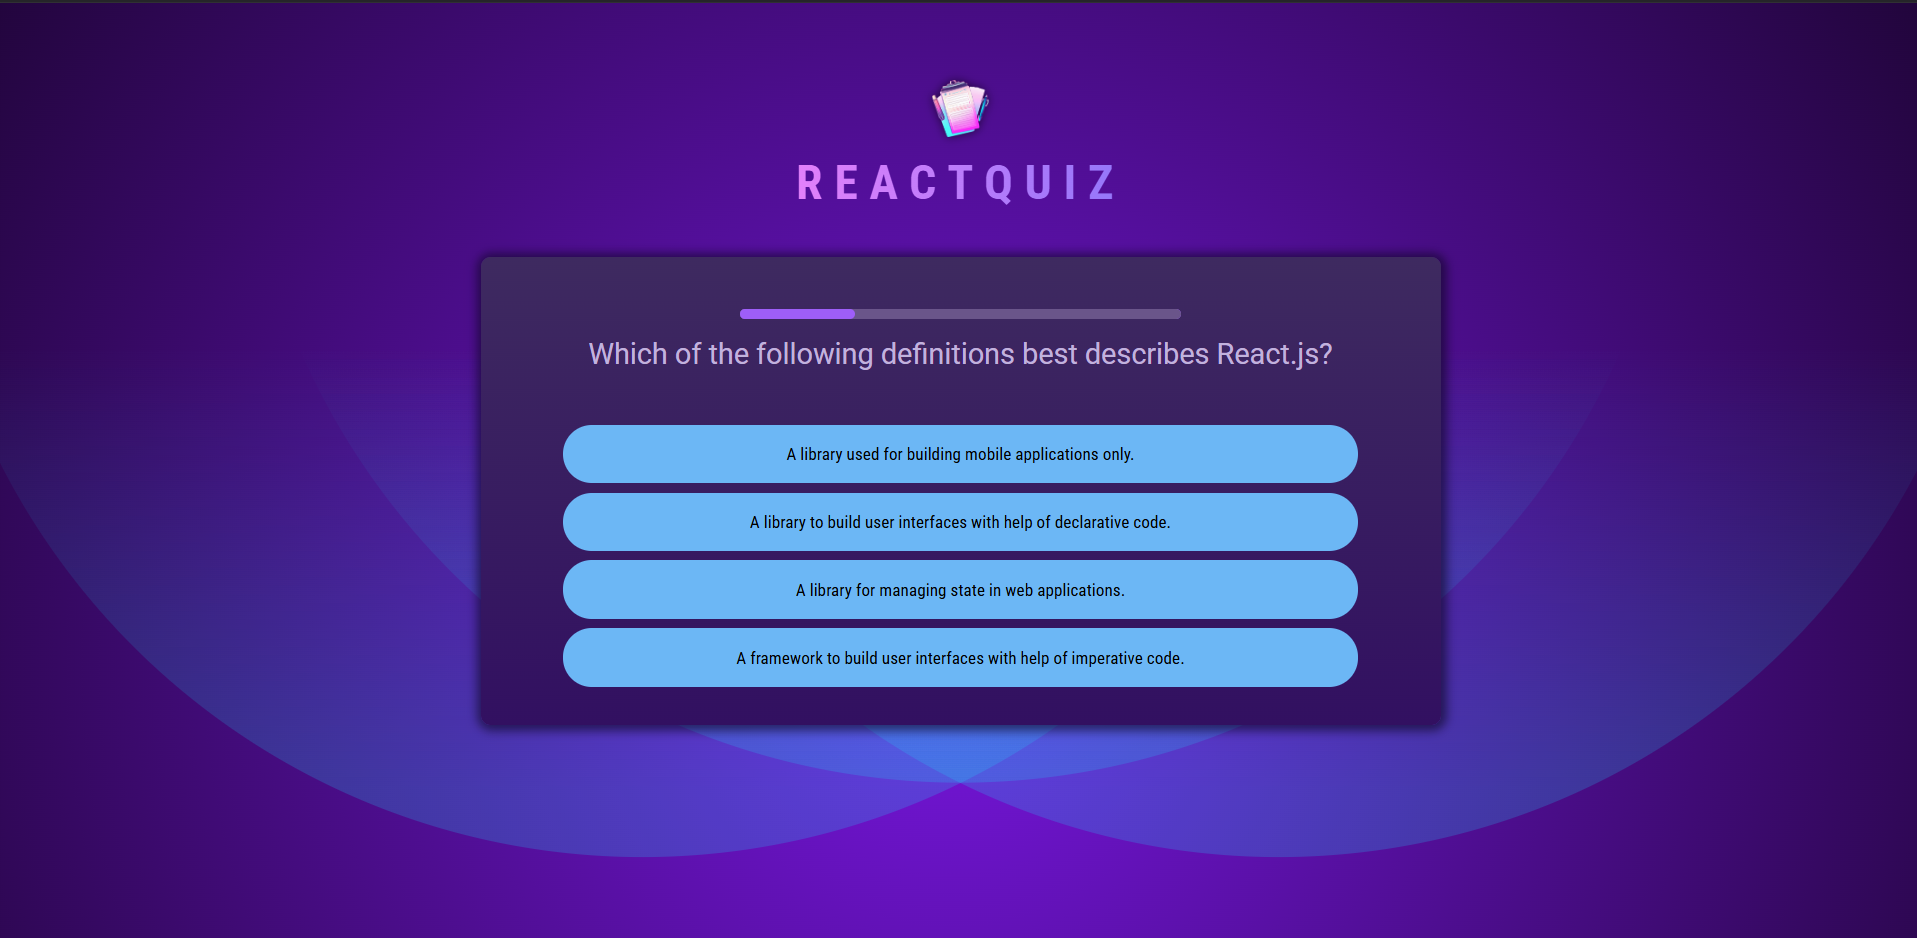 REACTQUIZ
Which of the following definitions best describes React.js?
A library used for building mobile applications only.
A library to build user interfaces with help of declarative code.
A library for managing state in web applications.
A framework to build user interfaces with help of imperative code.